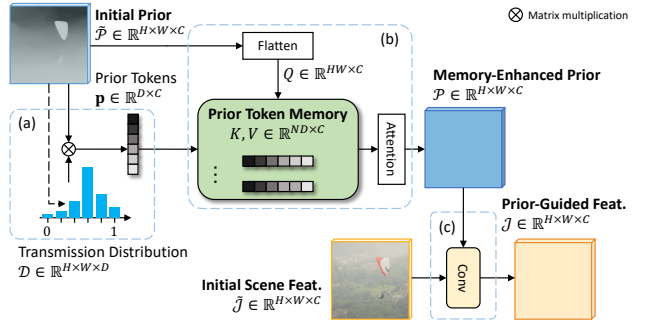 Initial Prior
𝒫̃ ∈ ℝ^{H×W×C}
⊗ Matrix multiplication
(b)
Flatten
Q ∈ ℝ^{HW×C}
Prior Tokens
𝐩 ∈ ℝ^{D×C}
(a)
Prior Token Memory
K, V ∈ ℝ^{ND×C}
⋮
Attention
Memory-Enhanced Prior
𝒫 ∈ ℝ^{H×W×C}
0 1
Transmission Distribution
𝒟 ∈ ℝ^{H×W×D}
(c)
Prior-Guided Feat.
𝒥 ∈ ℝ^{H×W×C}
Conv
Initial Scene Feat.
𝒥̃ ∈ ℝ^{H×W×C}